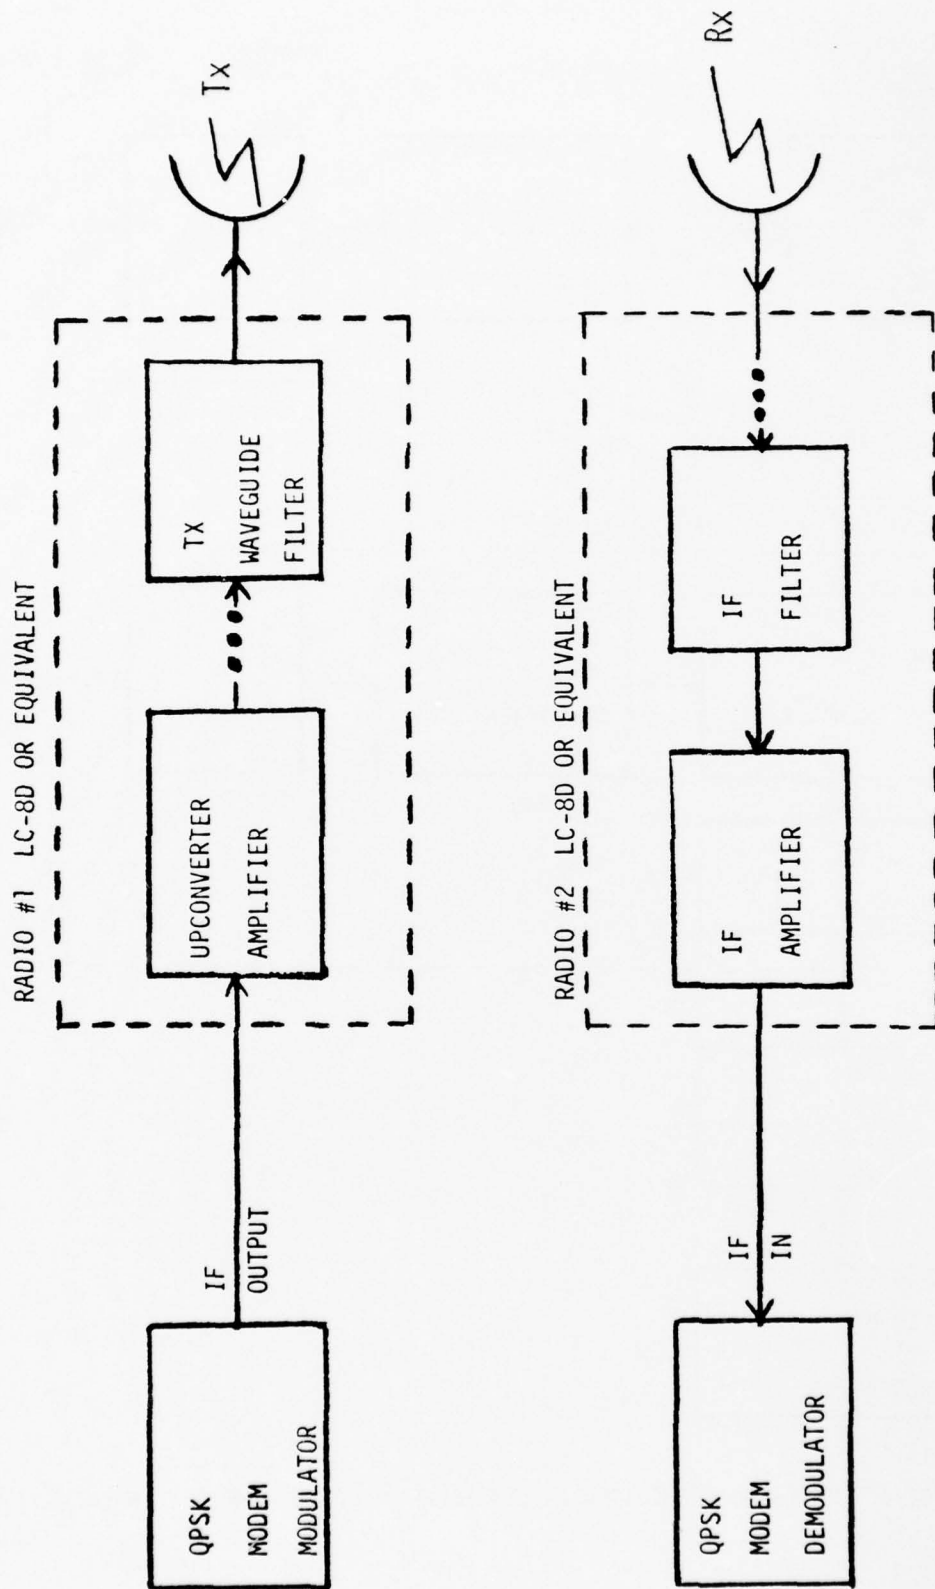 RADIO #1 LC-8D OR EQUIVALENT
QPSK
MODEM
MODULATOR
IF
OUTPUT
UPCONVERTER
AMPLIFIER
TX
WAVEGUIDE
FILTER
Tx
RADIO #2 LC-8D OR EQUIVALENT
QPSK
MODEM
DEMODULATOR
IF
IN
IF
AMPLIFIER
IF
FILTER
Rx